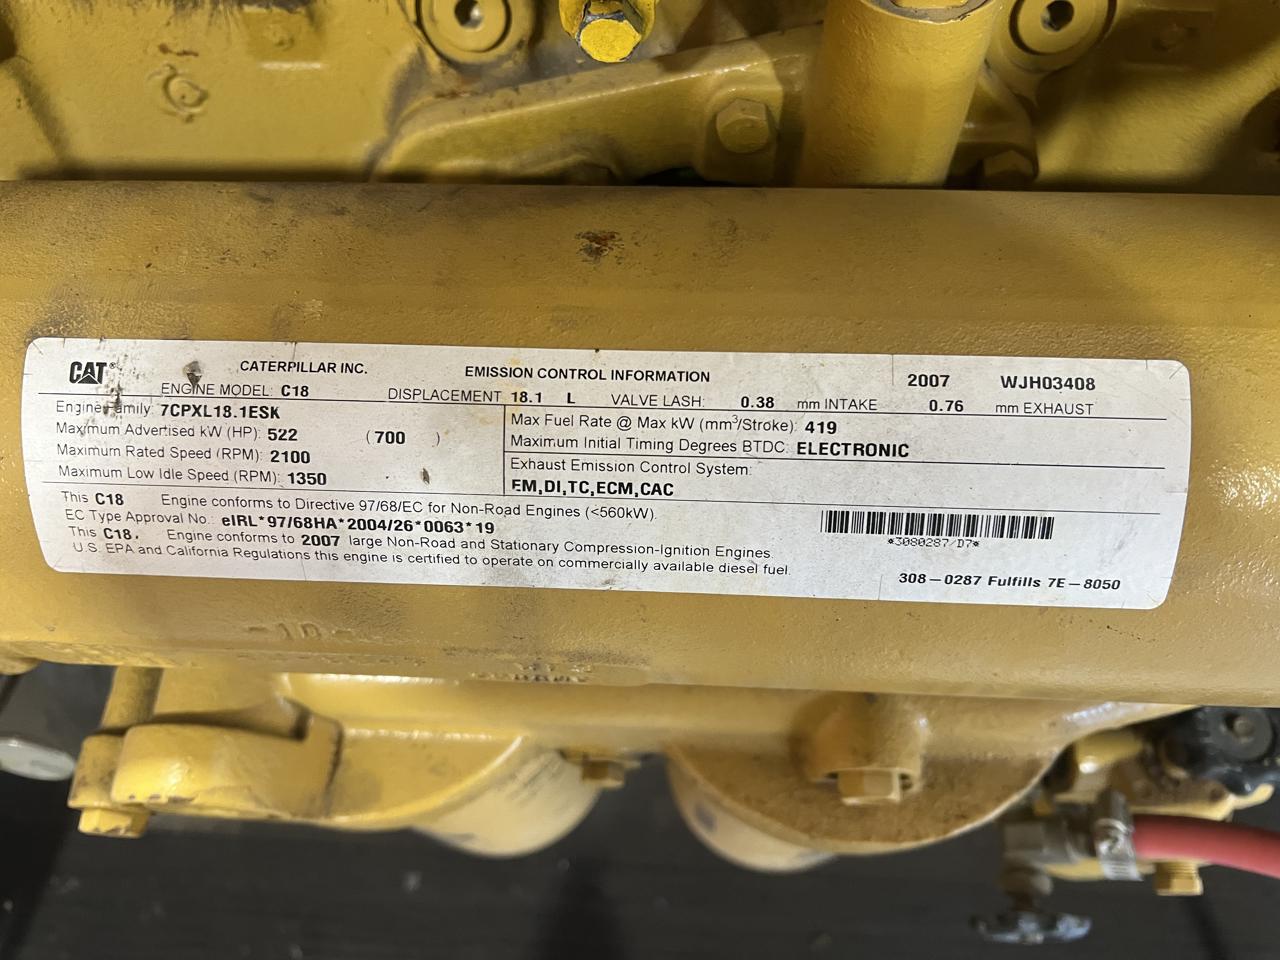 CAT® CATERPILLAR INC. EMISSION CONTROL INFORMATION 2007 WJH03408
ENGINE MODEL: C18 DISPLACEMENT 18.1 L VALVE LASH: 0.38 mm INTAKE 0.76 mm EXHAUST
Engine Family: 7CPXL18.1ESK
Maximum Advertised kW (HP): 522 (700)
Maximum Rated Speed (RPM): 2100
Maximum Low Idle Speed (RPM): 1350
Max Fuel Rate @ Max kW (mm³/Stroke): 419
Maximum Initial Timing Degrees BTDC: ELECTRONIC
Exhaust Emission Control System:
EM,DI,TC,ECM,CAC
This C18 Engine conforms to Directive 97/68/EC for Non-Road Engines (<560kW).
EC Type Approval No.: eIRL*97/68HA*2004/26*0063*19
This C18. Engine conforms to 2007 large Non-Road and Stationary Compression-Ignition Engines.
U.S. EPA and California Regulations this engine is certified to operate on commercially available diesel fuel.
*3080287/D7*
308-0287 Fulfills 7E-8050
-10-